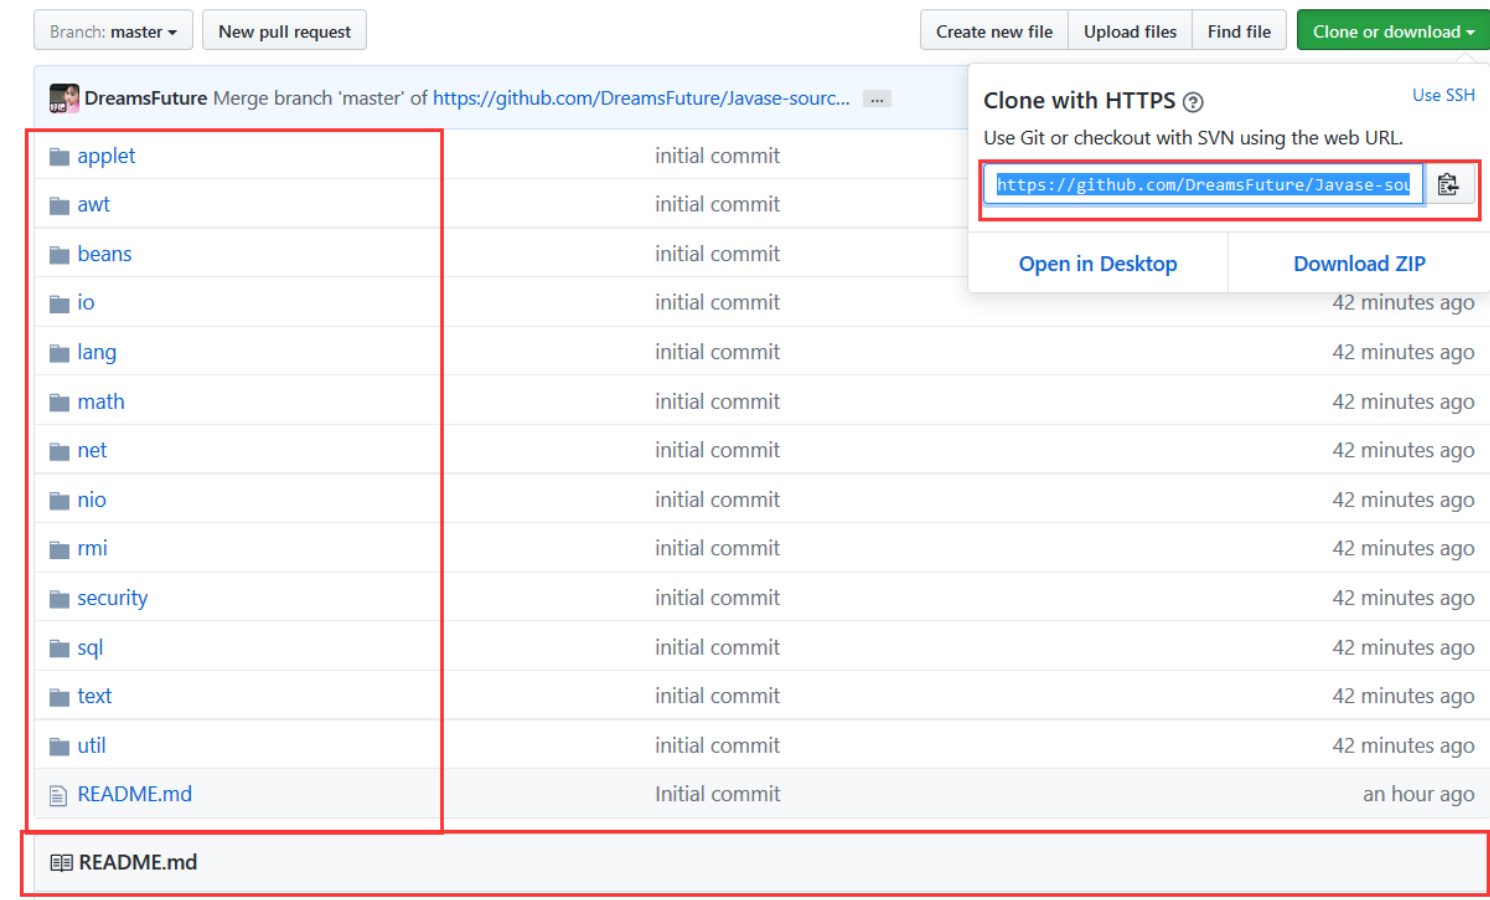 Branch: master New pull request Create new file Upload files Find file Clone or download
DreamsFuture Merge branch 'master' of https://github.com/DreamsFuture/Javase-sourc... ...
Clone with HTTPS ? Use SSH
Use Git or checkout with SVN using the web URL.
https://github.com/DreamsFuture/Javase-sou
Open in Desktop Download ZIP
applet initial commit
awt initial commit
beans initial commit
io initial commit 42 minutes ago
lang initial commit 42 minutes ago
math initial commit 42 minutes ago
net initial commit 42 minutes ago
nio initial commit 42 minutes ago
rmi initial commit 42 minutes ago
security initial commit 42 minutes ago
sql initial commit 42 minutes ago
text initial commit 42 minutes ago
util initial commit 42 minutes ago
README.md Initial commit an hour ago
README.md